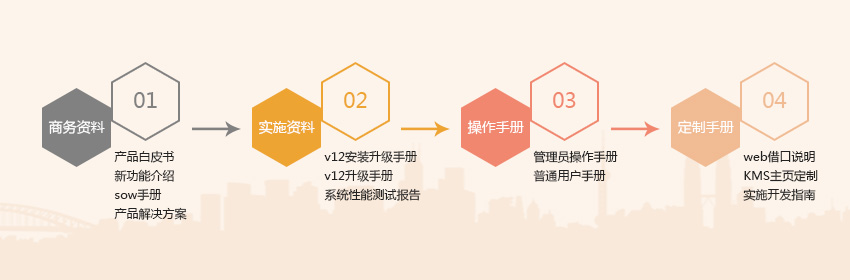 商务资料
01
产品白皮书
新功能介绍
sow手册
产品解决方案
实施资料
02
v12安装升级手册
v12升级手册
系统性能测试报告
操作手册
03
管理员操作手册
普通用户手册
定制手册
04
web借口说明
KMS主页定制
实施开发指南